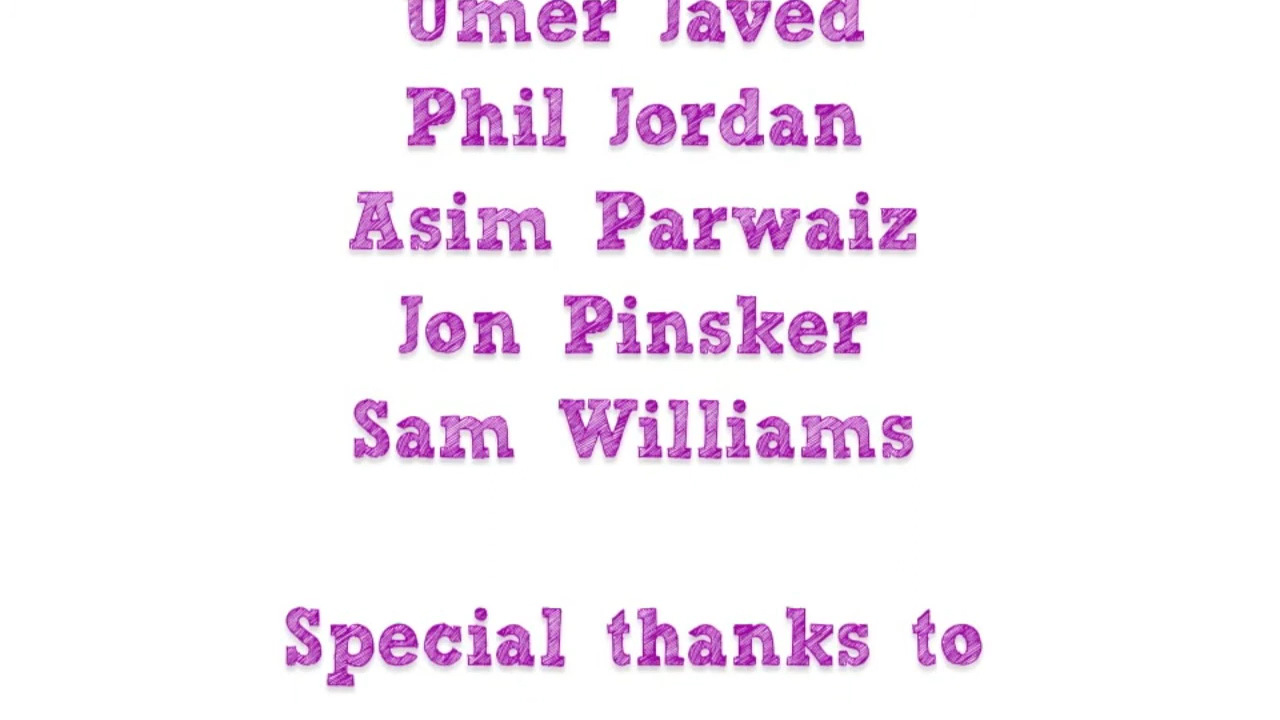 Umer Javed
Phil Jordan
Asim Parwaiz
Jon Pinsker
Sam Williams
Special thanks to